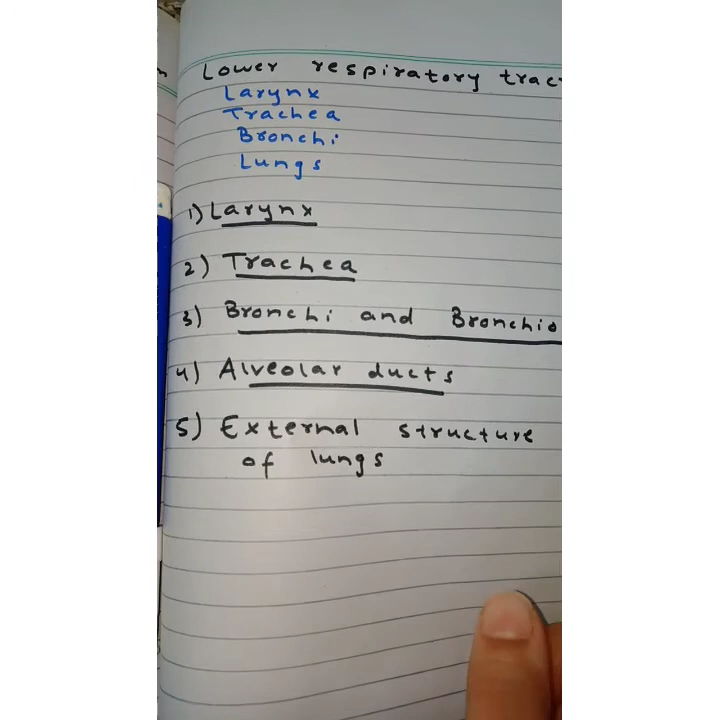 Lower respiratory trac
Larynx
Trachea
Bronchi
Lungs
1) Larynx
2) Trachea
3) Bronchi and Bronchio
4) Alveolar ducts
5) External structure
of lungs